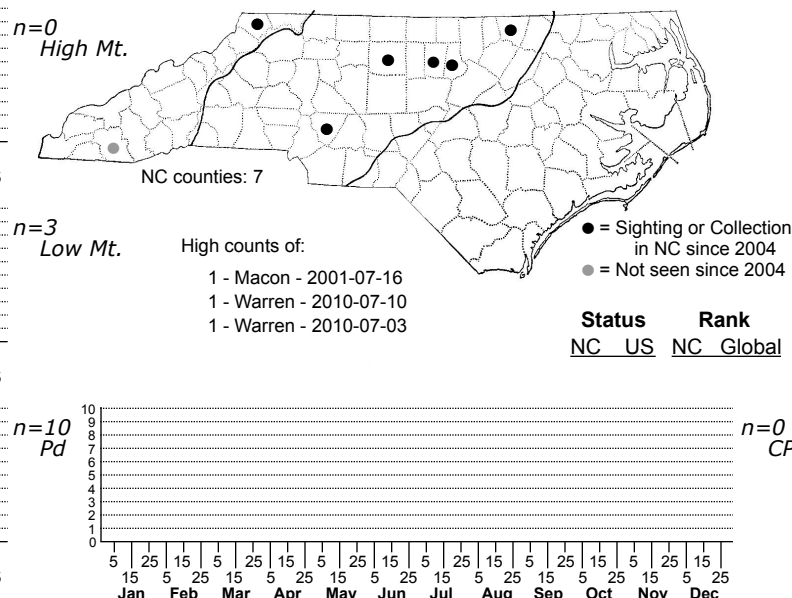 n=0
High Mt.
NC counties: 7
n=3
Low Mt.
High counts of:
1 - Macon - 2001-07-16
1 - Warren - 2010-07-10
1 - Warren - 2010-07-03
● = Sighting or Collection
in NC since 2004
● = Not seen since 2004
Status Rank
NC US NC Global
n=10
Pd
n=0
CP
10
9
8
7
6
5
4
3
2
1
0
5 25 15 5 25 15 5 25 15 5 25 15 5 25 15 5 25 15
15 5 25 15 5 25 15 5 25 15 5 25 15 5 25 15 5 25
Jan Feb Mar Apr May Jun Jul Aug Sep Oct Nov Dec